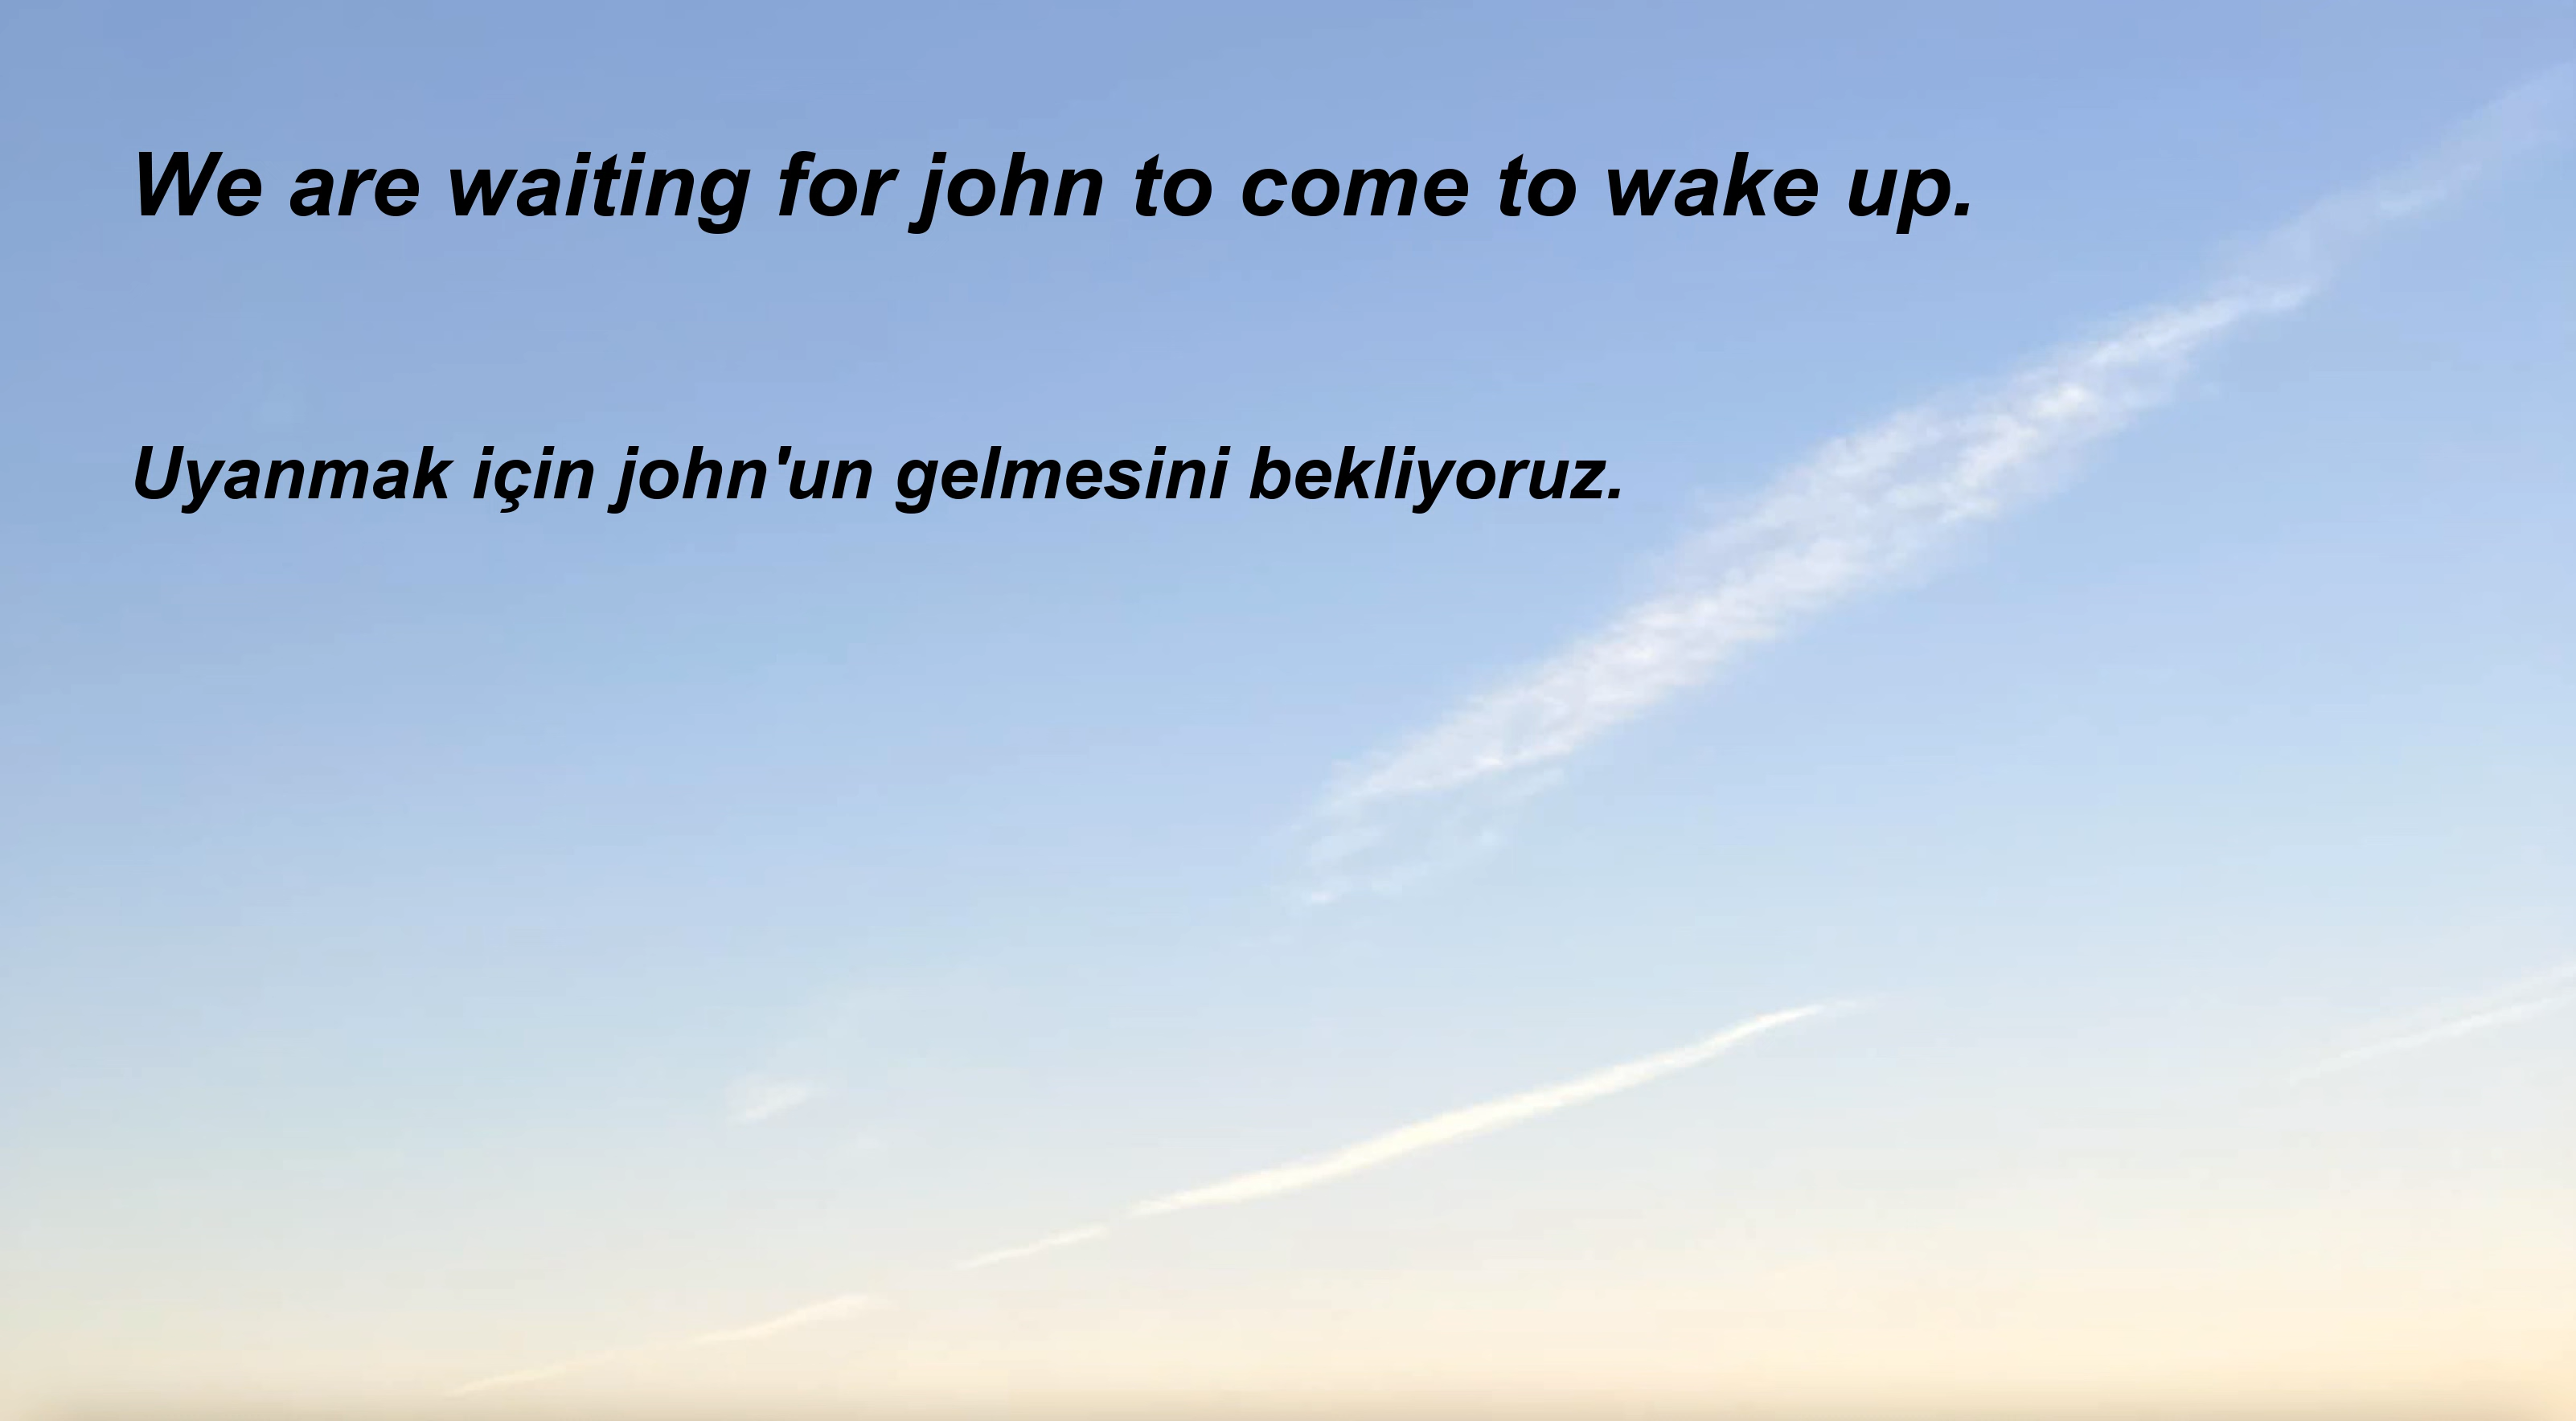 We are waiting for john to come to wake up.
Uyanmak için john'un gelmesini bekliyoruz.